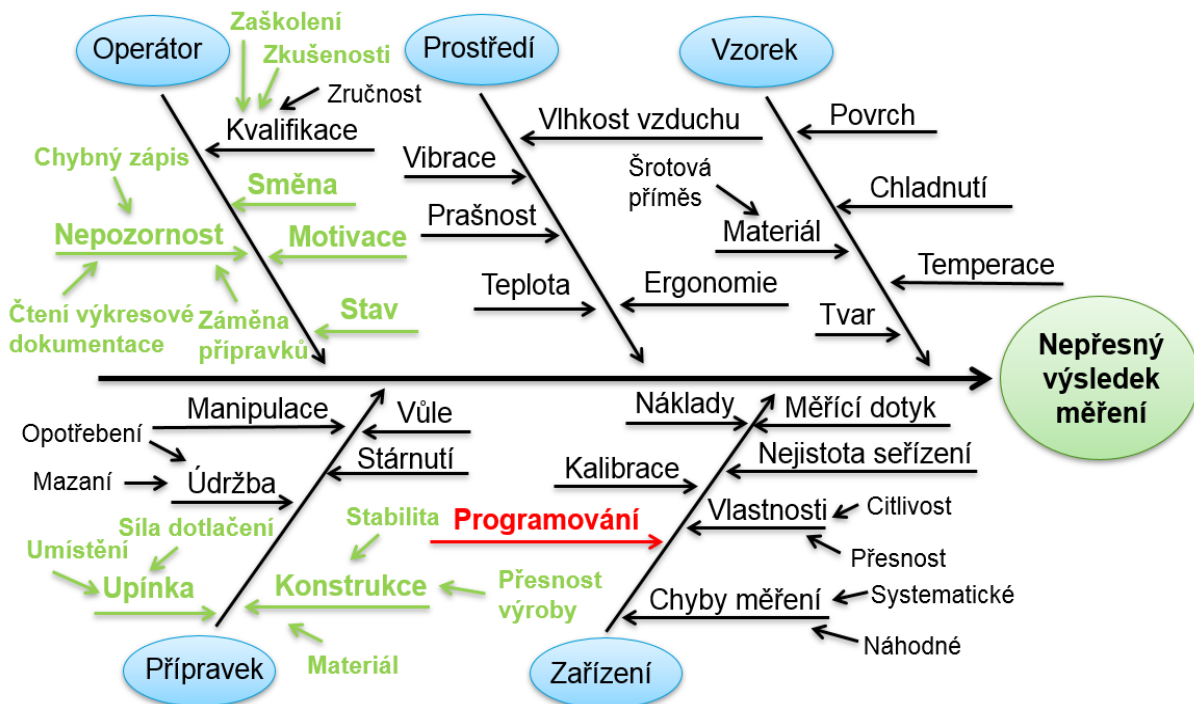 Zaškolení
Operátor
Zkušenosti
Zručnost
Kvalifikace
Chybný zápis
Směna
Nepozornost
Motivace
Čtení výkresové
dokumentace
Záměna
přípravků
Stav
Prostředí
Vlhkost vzduchu
Vibrace
Prašnost
Teplota
Ergonomie
Vzorek
Povrch
Šrotová
příměs
Chladnutí
Materiál
Temperace
Tvar
Nepřesný
výsledek
měření
Manipulace
Vůle
Opotřebení
Stárnutí
Mazaní
Údržba
Síla dotlačení
Stabilita
Umístění
Upínka
Konstrukce
Přesnost
výroby
Materiál
Přípravek
Náklady
Měřící dotyk
Nejistota seřízení
Kalibrace
Programování
Vlastnosti
Citlivost
Přesnost
Chyby měření
Systematické
Náhodné
Zařízení